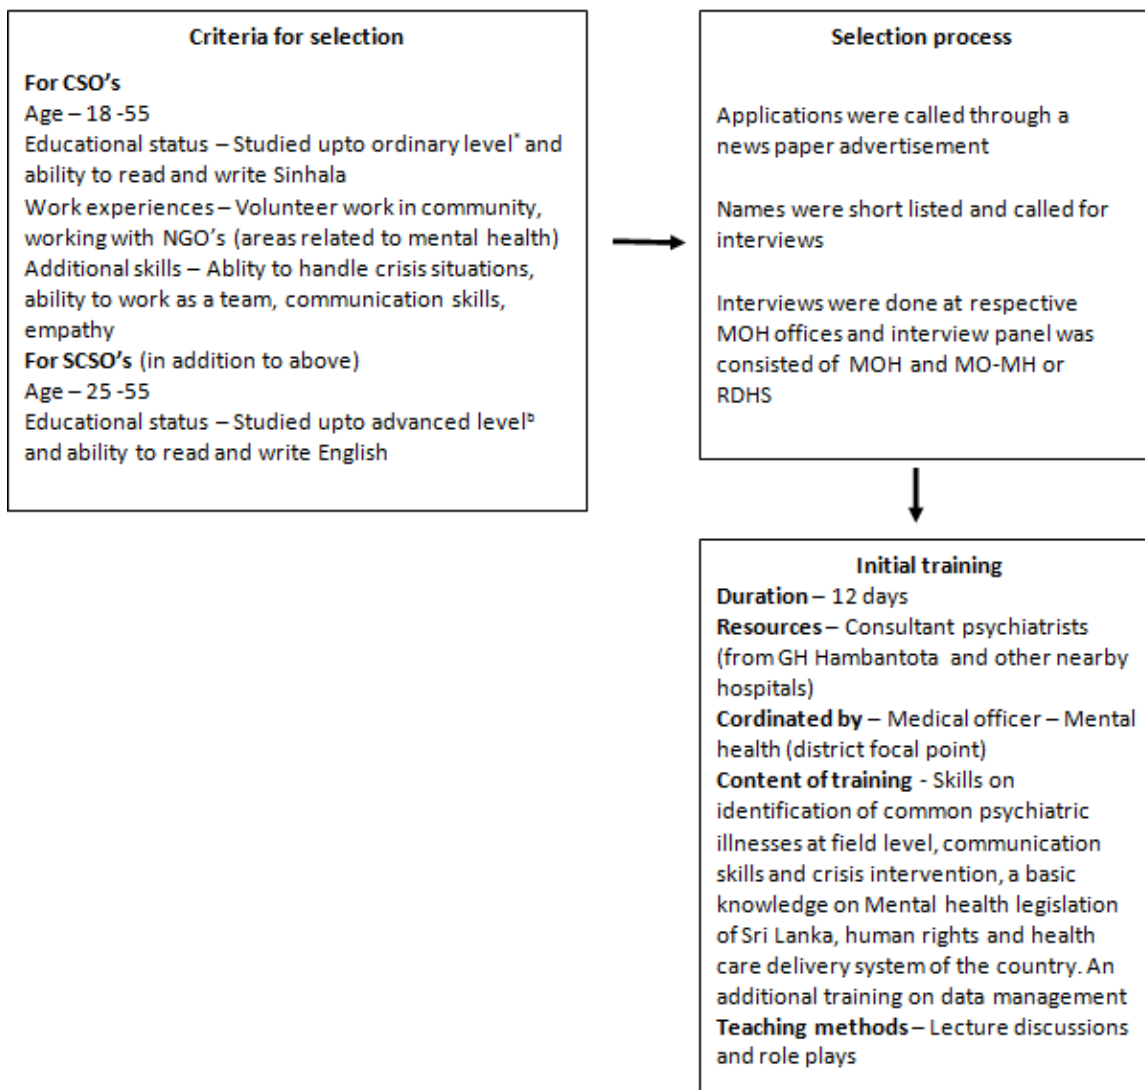 Criteria for selection
For CSO’s
Age – 18 -55
Educational status – Studied upto ordinary level* and
ability to read and write Sinhala
Work experiences – Volunteer work in community,
working with NGO’s (areas related to mental health)
Additional skills – Ablity to handle crisis situations,
ability to work as a team, communication skills,
empathy
For SCSO’s (in addition to above)
Age – 25 -55
Educational status – Studied upto advanced levelᵇ
and ability to read and write English
Selection process
Applications were called through a
news paper advertisement
Names were short listed and called for
interviews
Interviews were done at respective
MOH offices and interview panel was
consisted of MOH and MO-MH or
RDHS
Initial training
Duration – 12 days
Resources – Consultant psychiatrists
(from GH Hambantota and other nearby
hospitals)
Cordinated by – Medical officer – Mental
health (district focal point)
Content of training - Skills on
identification of common psychiatric
illnesses at field level, communication
skills and crisis intervention, a basic
knowledge on Mental health legislation
of Sri Lanka, human rights and health
care delivery system of the country. An
additional training on data management
Teaching methods – Lecture discussions
and role plays